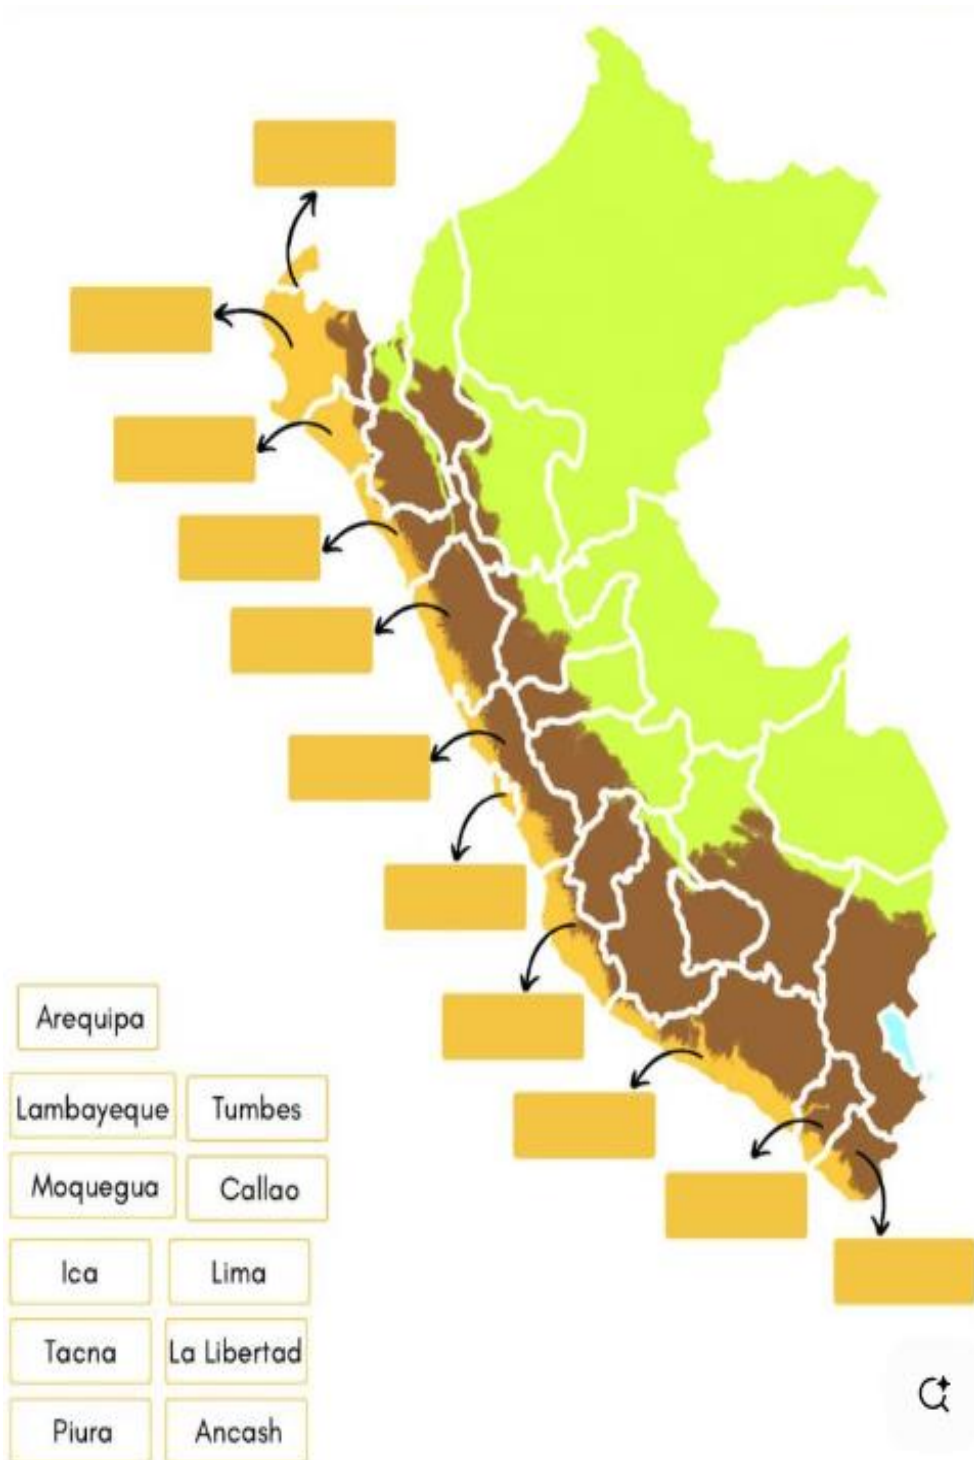 Arequipa
Lambayeque Tumbes
Moquegua Callao
Ica Lima
Tacna La Libertad
Piura Ancash